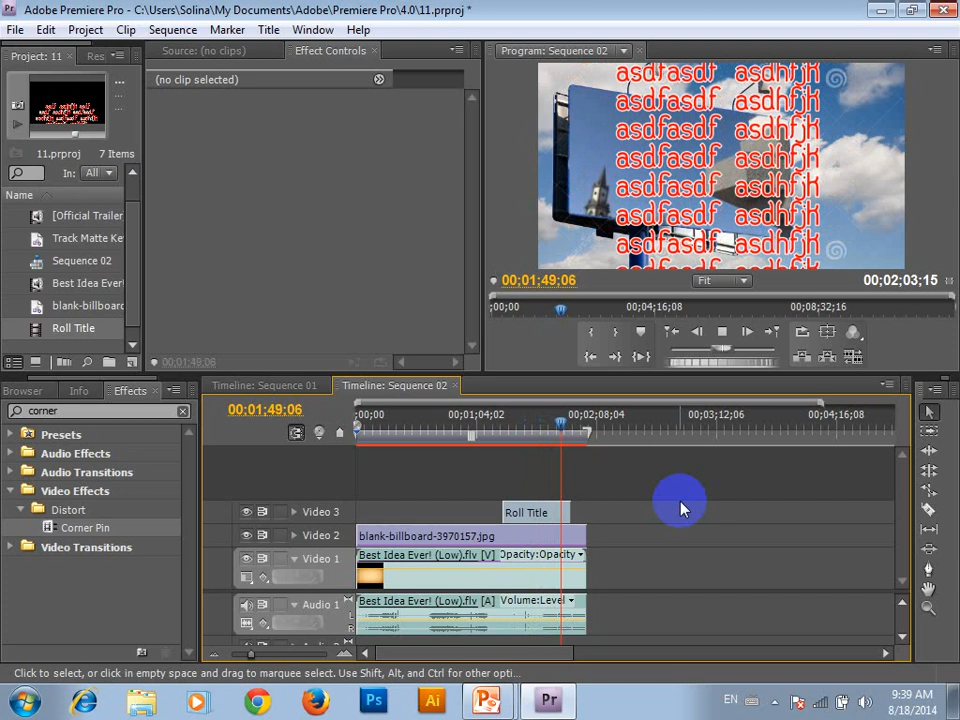 Adobe Premiere Pro - C:\Users\Solina\My Documents\Adobe\Premiere Pro\4.0\11.prproj *
File Edit Project Clip Sequence Marker Title Window Help
Project: 11 Res
Source: (no clips) Effect Controls
Program: Sequence 02
(no clip selected)
11.prproj 7 Items
In: All
Name
[Official Trailer
Track Matte Ke
Sequence 02
Best Idea Ever!
blank-billboard
Roll Title
00;01;49;06
asdfasdf asdhfjk
asdfasdf asdhfjk
asdfasdf asdhfjk
asdfasdf asdhfjk
asdfasdf asdhfjk
asdfasdf asdhfjk
asdfasdf asdhfjk
00;01;49;06 Fit 00;02;03;15
;00;00 00;04;16;08 00;08;32;16
Browser Info Effects
corner
Presets
Audio Effects
Audio Transitions
Video Effects
Distort
Corner Pin
Video Transitions
Timeline: Sequence 01 Timeline: Sequence 02
00;01;49;06
;00;00 00;01;04;02 00;02;08;04 00;03;12;06 00;04;16;08
Video 3 Roll Title
Video 2 blank-billboard-3970157.jpg
Video 1 Best Idea Ever! (Low).flv [V] Opacity:Opacity
Audio 1 Best Idea Ever! (Low).flv [A] Volume:Level
L
R
Click to select, or click in empty space and drag to marquee select. Use Shift, Alt, and Ctrl for other opti...
Ps Ai Pr
EN
9:39 AM
8/18/2014